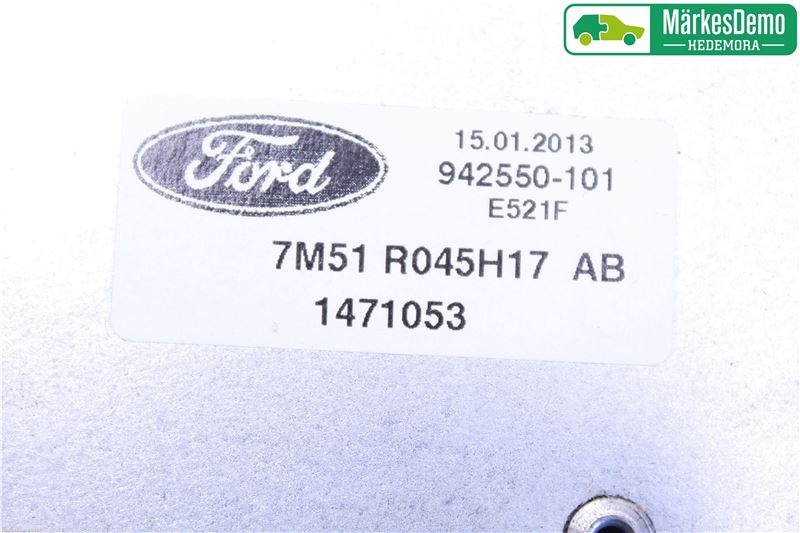 MärkesDemo
HEDEMORA
Ford
15.01.2013
942550-101
E521F
7M51 R045H17 AB
1471053